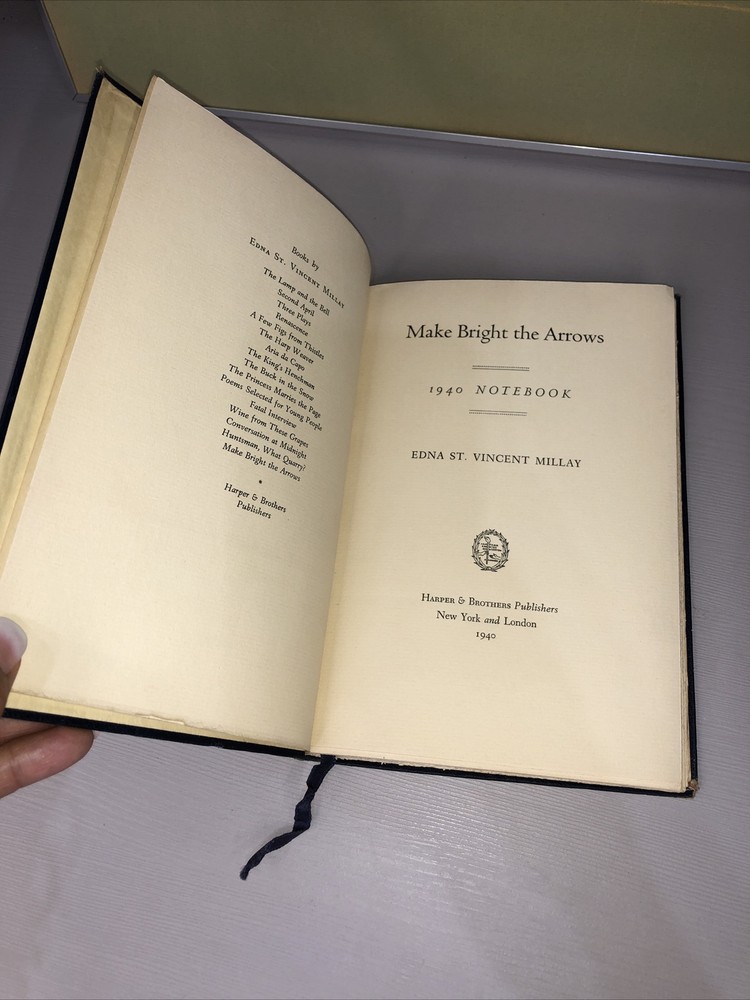 Books by
Edna St. Vincent Millay
The Lamp and the Bell
Second April
Three Plays
Renascence
A Few Figs from Thistles
The Harp Weaver
Aria da Capo
The King's Henchman
The Buck in the Snow
The Princess Marries the Page
Poems Selected for Young People
Fatal Interview
Wine from These Grapes
Conversation at Midnight
Huntsman, What Quarry?
Make Bright the Arrows
*
Harper & Brothers
Publishers
Make Bright the Arrows
1940 NOTEBOOK
EDNA ST. VINCENT MILLAY
Harper & Brothers Publishers
New York and London
1940